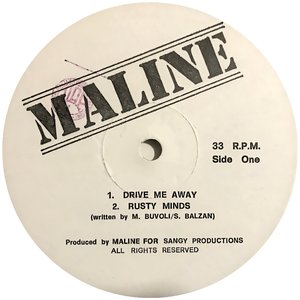 MALINE
33 R.P.M.
Side One
1. DRIVE ME AWAY
2. RUSTY MINDS
(written by M. BUVOLI/S. BALZAN)
Produced by MALINE FOR SANGY PRODUCTIONS
ALL RIGHTS RESERVED